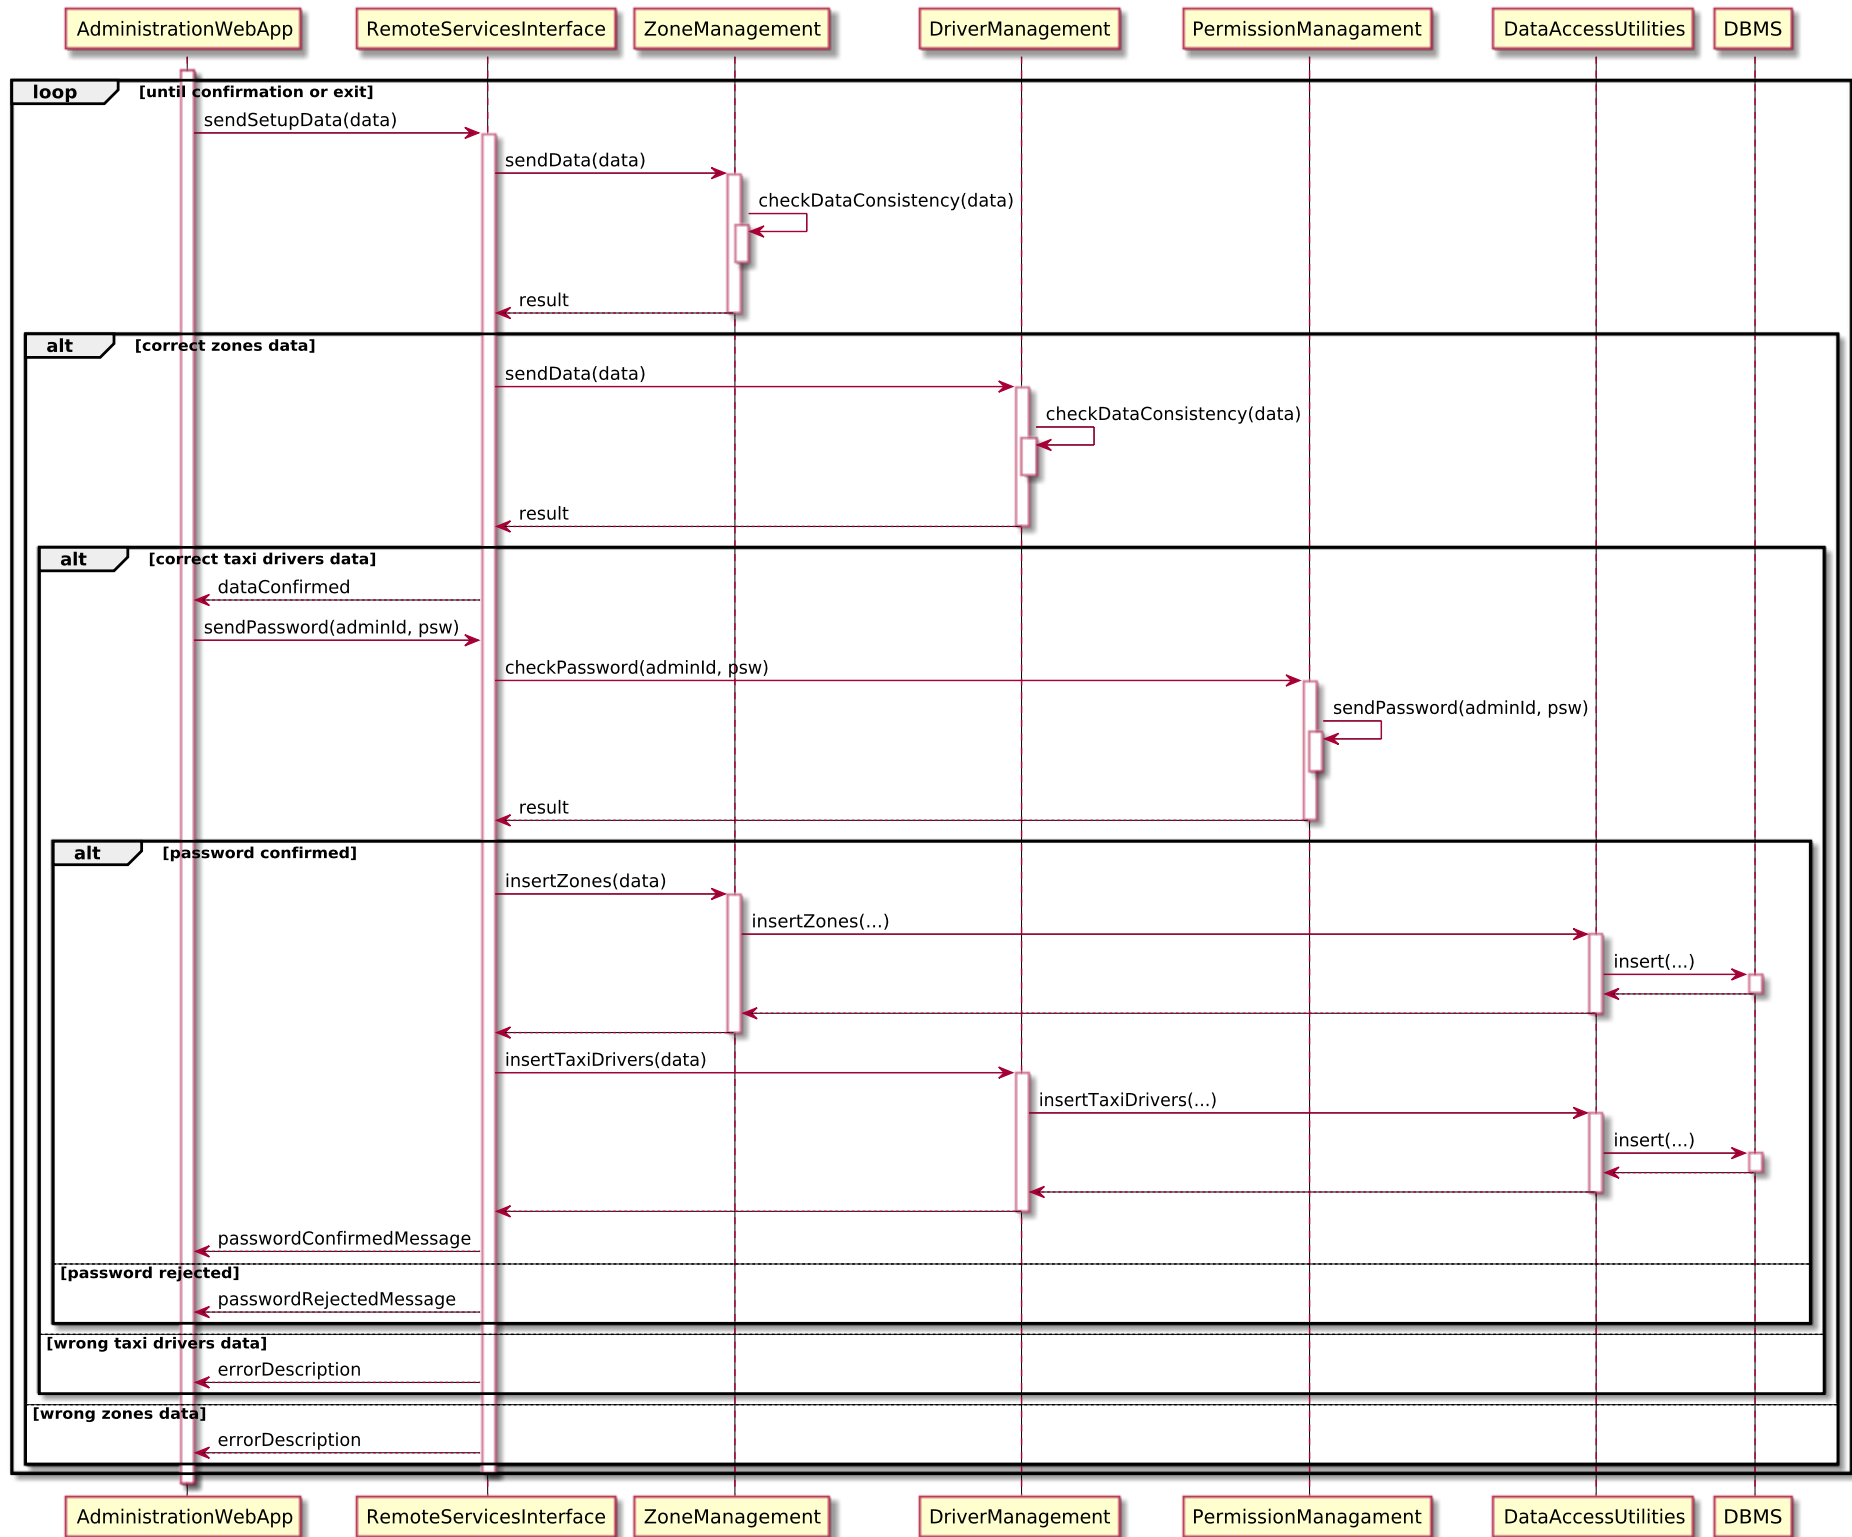 AdministrationWebApp RemoteServicesInterface ZoneManagement DriverManagement PermissionManagament DataAccessUtilities DBMS
loop [until confirmation or exit]
sendSetupData(data)
sendData(data)
checkDataConsistency(data)
result
alt [correct zones data]
sendData(data)
checkDataConsistency(data)
result
alt [correct taxi drivers data]
dataConfirmed
sendPassword(adminId, psw)
checkPassword(adminId, psw)
sendPassword(adminId, psw)
result
alt [password confirmed]
insertZones(data)
insertZones(...)
insert(...)
insertTaxiDrivers(data)
insertTaxiDrivers(...)
insert(...)
passwordConfirmedMessage
[password rejected]
passwordRejectedMessage
[wrong taxi drivers data]
errorDescription
[wrong zones data]
errorDescription
AdministrationWebApp RemoteServicesInterface ZoneManagement DriverManagement PermissionManagament DataAccessUtilities DBMS